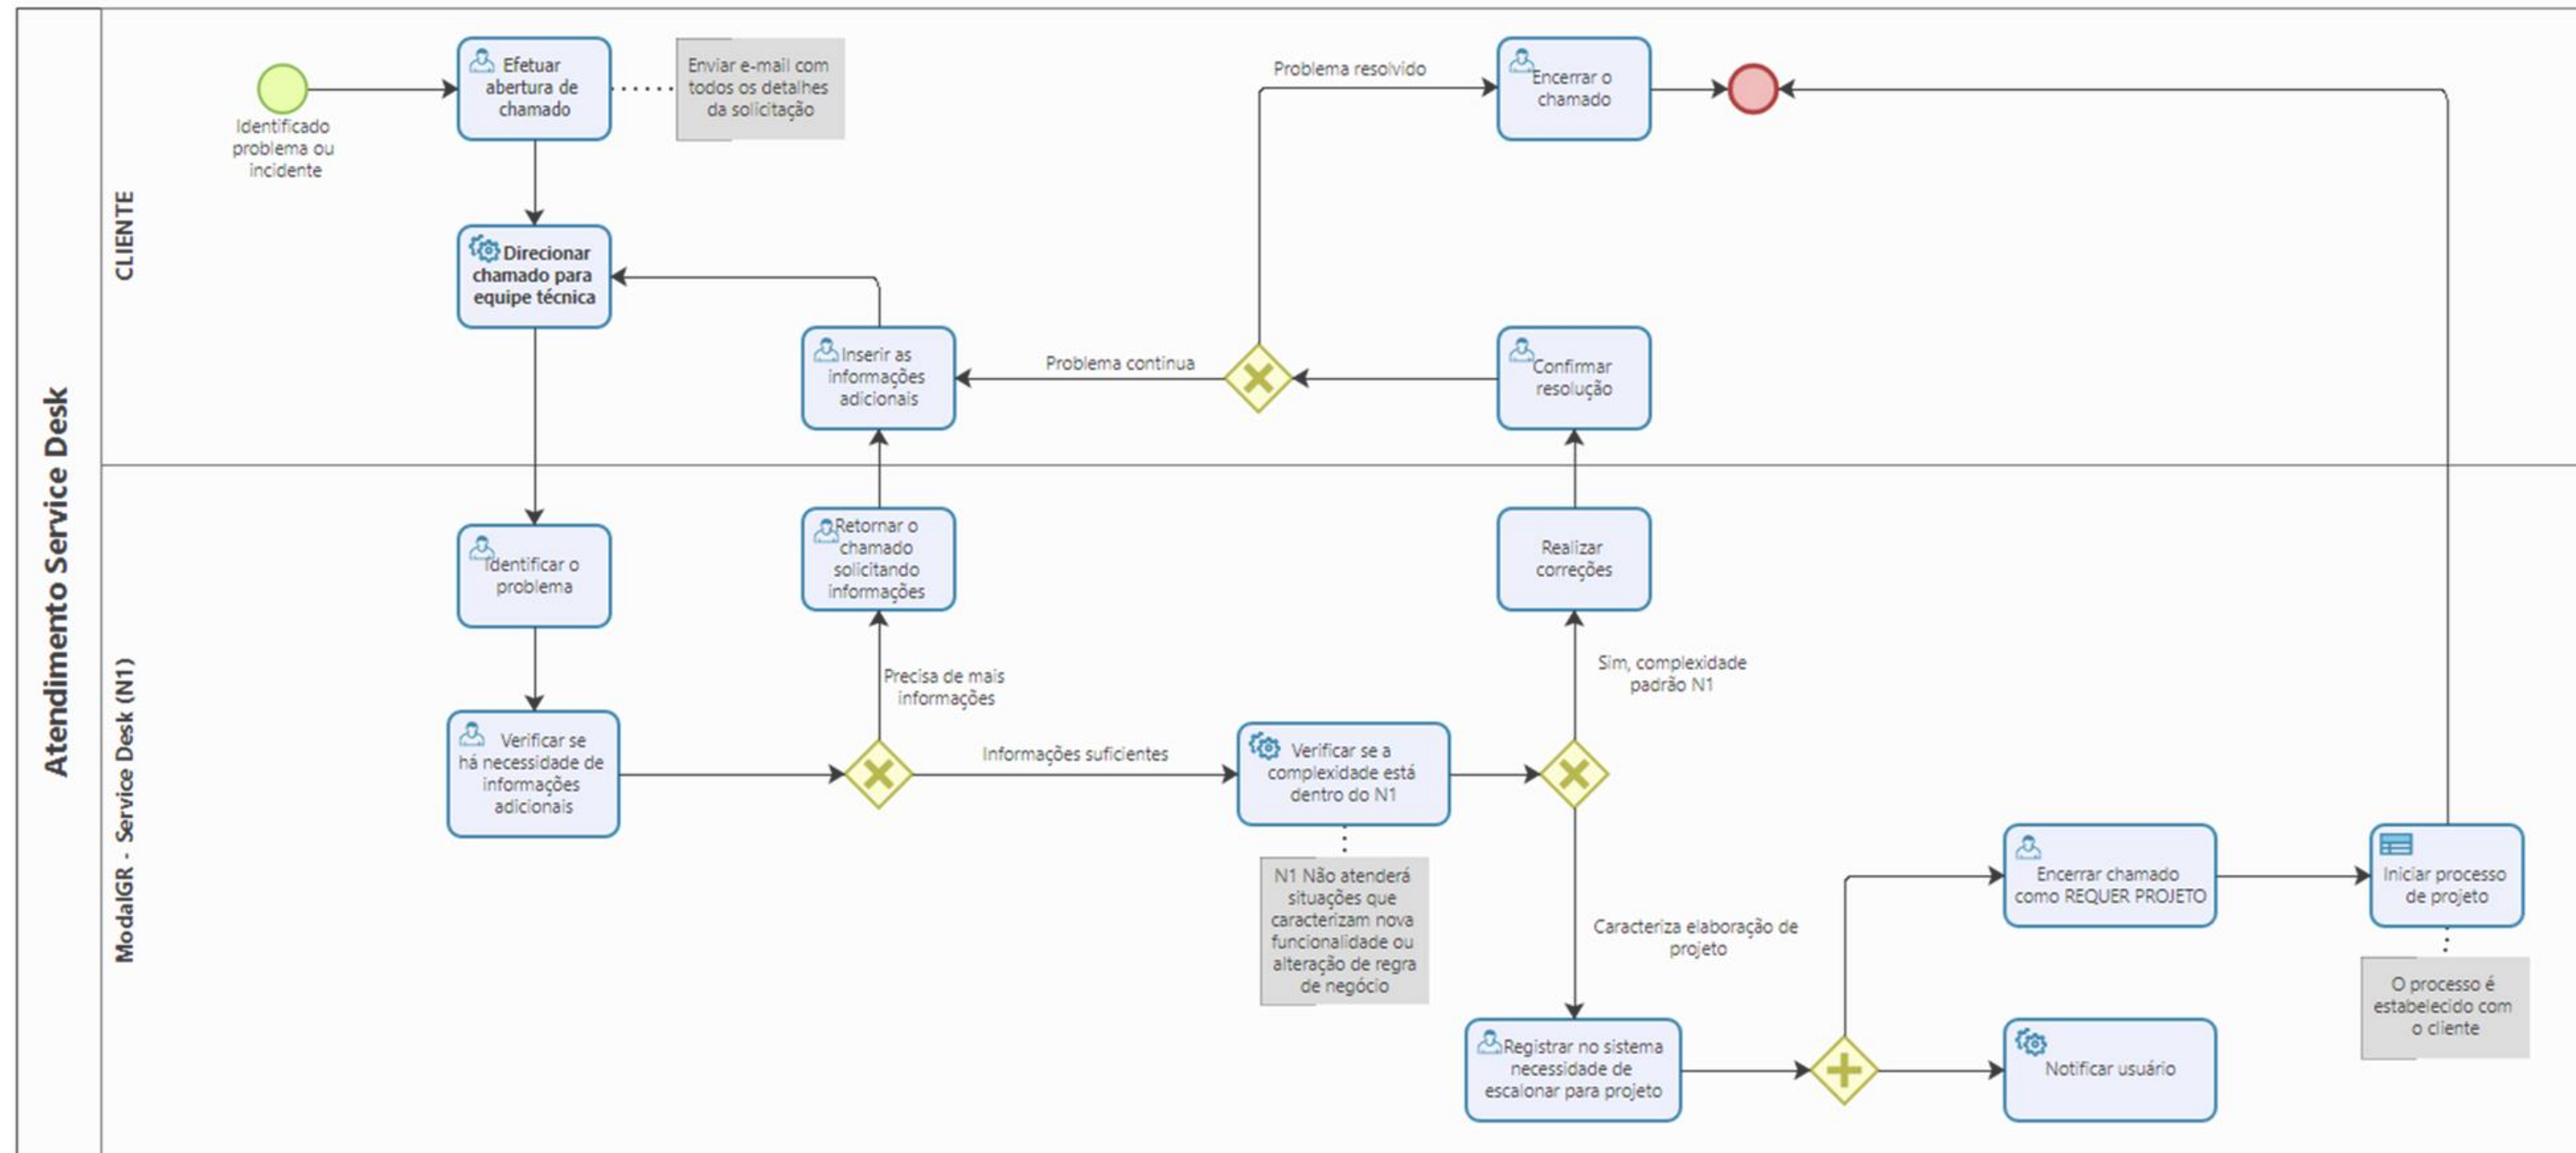 Atendimento Service Desk
CLIENTE
Identificado
problema ou
incidente
Efetuar
abertura de
chamado
Enviar e-mail com
todos os detalhes
da solicitação
Direcionar
chamado para
equipe técnica
Inserir as
informações
adicionais
Problema continua
Problema resolvido
Encerrar o
chamado
Confirmar
resolução
ModalGR - Service Desk (N1)
Identificar o
problema
Verificar se
há necessidade de
informações
adicionais
Retornar o
chamado
solicitando
informações
Precisa de mais
informações
Informações suficientes
Verificar se a
complexidade está
dentro do N1
N1 Não atenderá
situações que
caracterizam nova
funcionalidade ou
alteração de regra
de negócio
Realizar
correções
Sim, complexidade
padrão N1
Caracteriza elaboração de
projeto
Registrar no sistema
necessidade de
escalonar para projeto
Encerrar chamado
como REQUER PROJETO
Notificar usuário
Iniciar processo
de projeto
O processo é
estabelecido com
o cliente